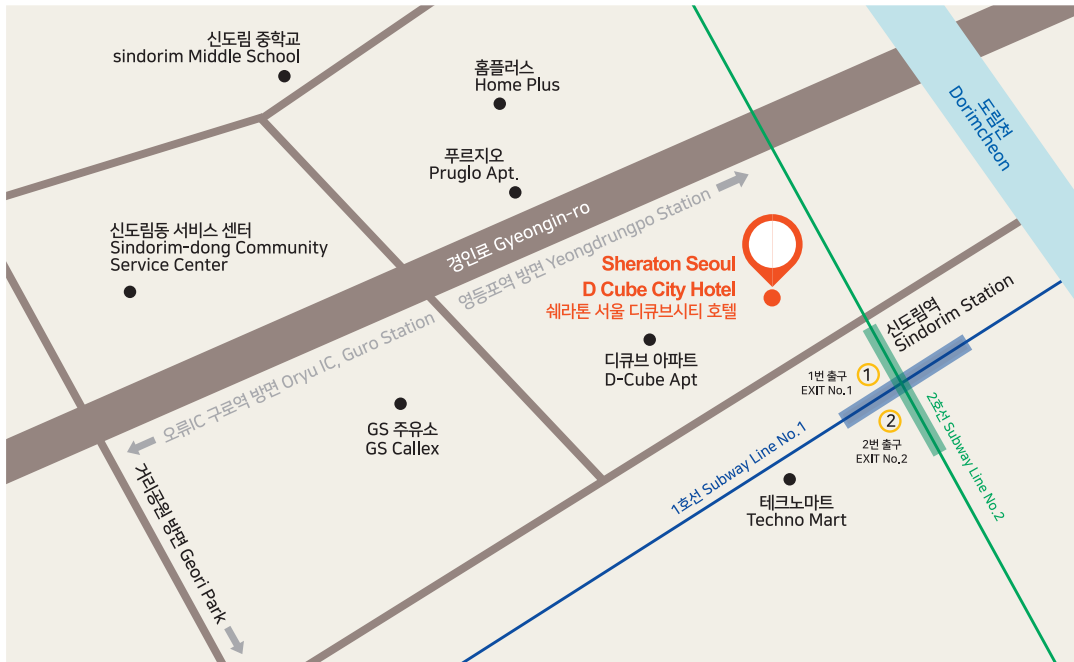 신도림 중학교
sindorim Middle School
홈플러스
Home Plus
도림천
Dorimcheon
푸르지오
Pruglo Apt.
신도림동 서비스 센터
Sindorim-dong Community
Service Center
경인로 Gyeongin-ro
영등포역 방면 Yeongdrungpo Station
Sheraton Seoul
D Cube City Hotel
쉐라톤 서울 디큐브시티 호텔
신도림역
Sindorim Station
디큐브 아파트
D-Cube Apt
1번 출구
EXIT No.1
1
오류IC 구로역 방면 Oryu IC, Guro Station
GS 주유소
GS Callex
2
2번 출구
EXIT No.2
2호선 Subway Line No.2
1호선 Subway Line No.1
거리공원 방면 Geori Park
테크노마트
Techno Mart